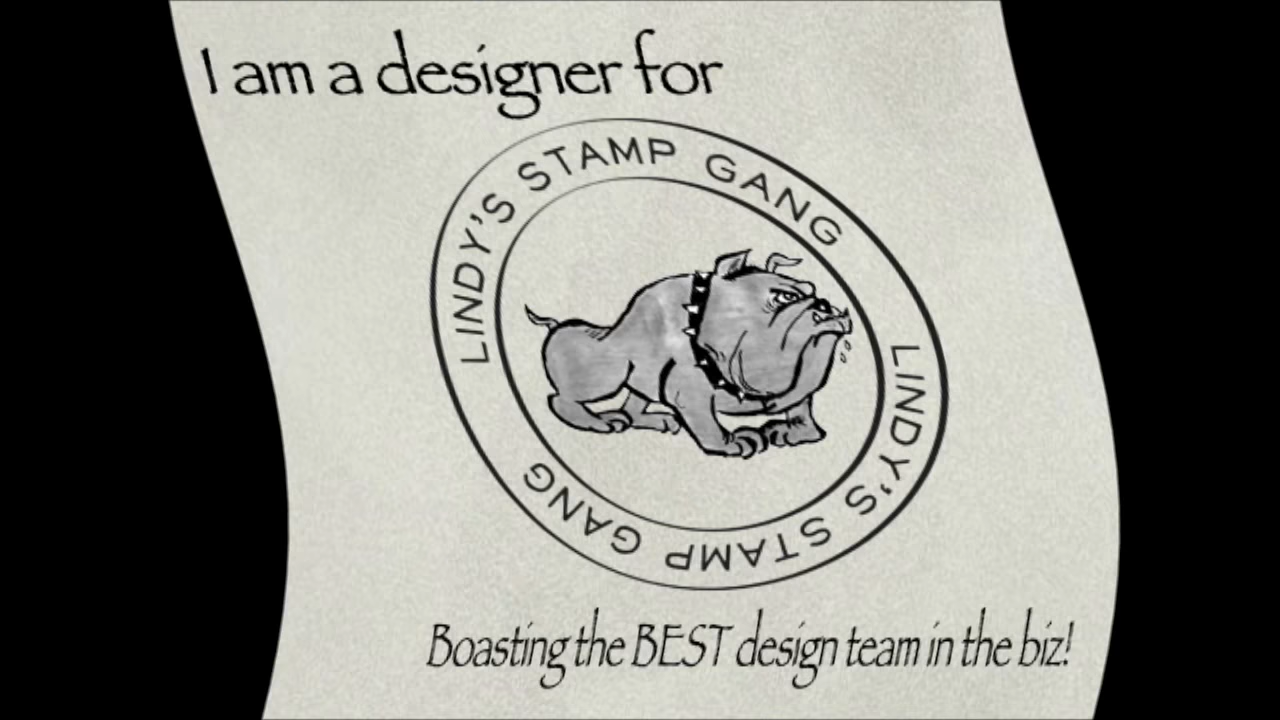 I am a designer for
LINDY'S STAMP GANG
LINDY'S STAMP GANG
Boasting the BEST design team in the biz!